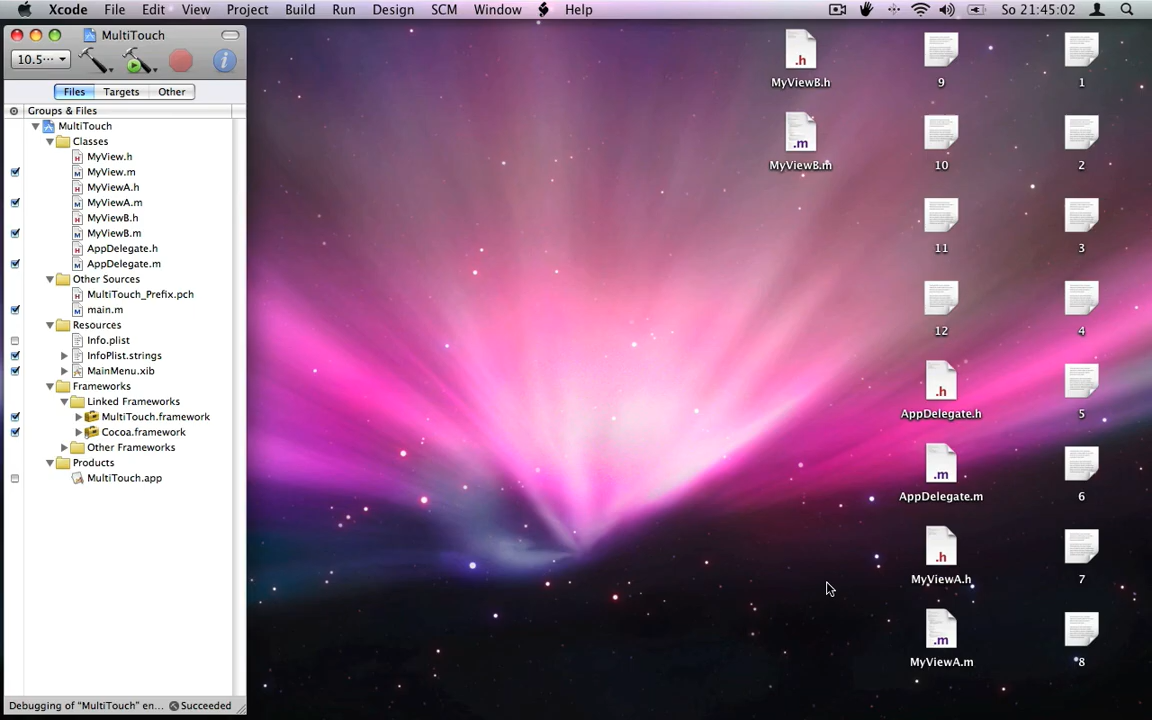 Xcode File Edit View Project Build Run Design SCM Window Help So 21:45:02
MultiTouch
10.5···
Files Targets Other
Groups & Files
MultiTouch
Classes
MyView.h
MyView.m
MyViewA.h
MyViewA.m
MyViewB.h
MyViewB.m
AppDelegate.h
AppDelegate.m
Other Sources
MultiTouch_Prefix.pch
main.m
Resources
Info.plist
InfoPlist.strings
MainMenu.xib
Frameworks
Linked Frameworks
MultiTouch.framework
Cocoa.framework
Other Frameworks
Products
MultiTouch.app
Debugging of “MultiTouch” en... Succeeded
.h
MyViewB.h
9
1
.m
MyViewB.m
10
2
11
3
12
4
.h
AppDelegate.h
5
.m
AppDelegate.m
6
.h
MyViewA.h
7
.m
MyViewA.m
8